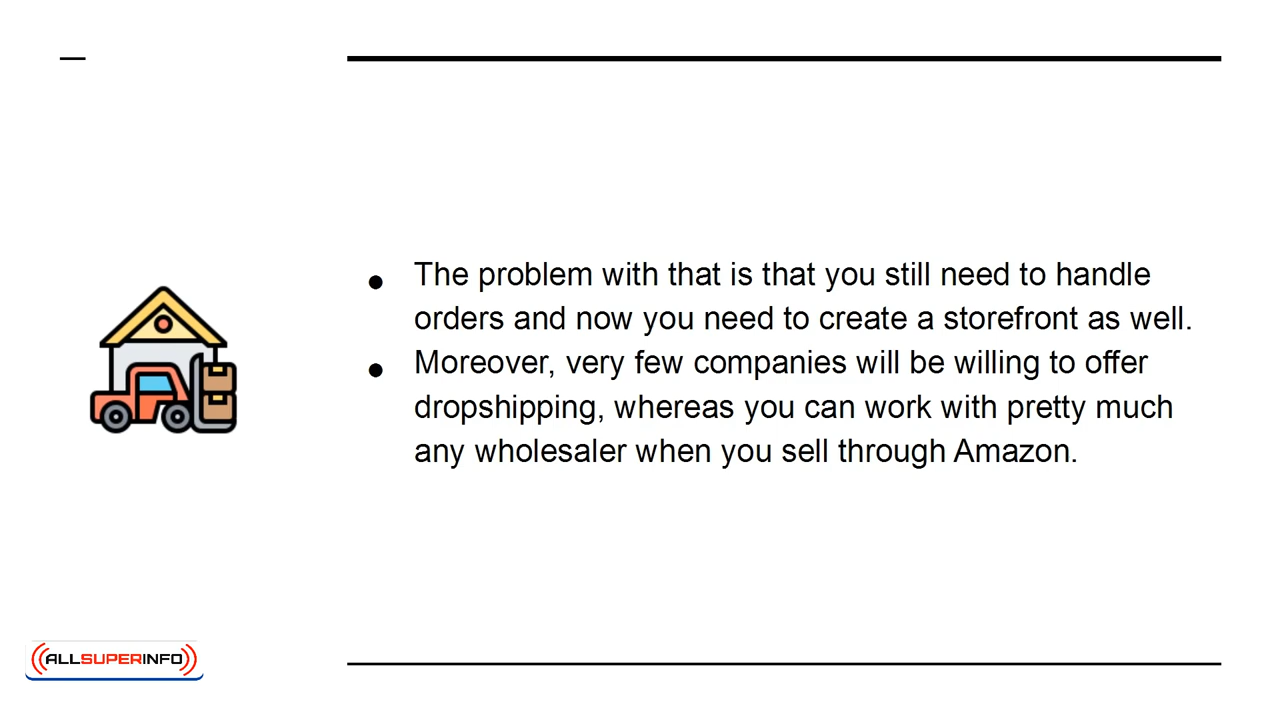 ● The problem with that is that you still need to handle
orders and now you need to create a storefront as well.
● Moreover, very few companies will be willing to offer
dropshipping, whereas you can work with pretty much
any wholesaler when you sell through Amazon.
ALLSUPERINFO